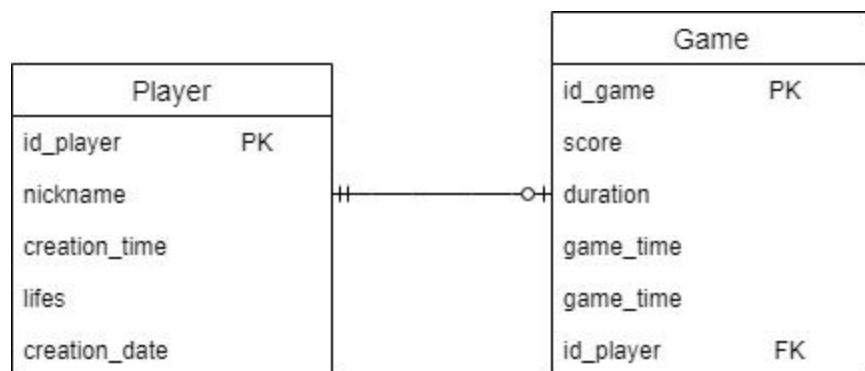 Player
id_player PK
nickname
creation_time
lifes
creation_date
Game
id_game PK
score
duration
game_time
game_time
id_player FK